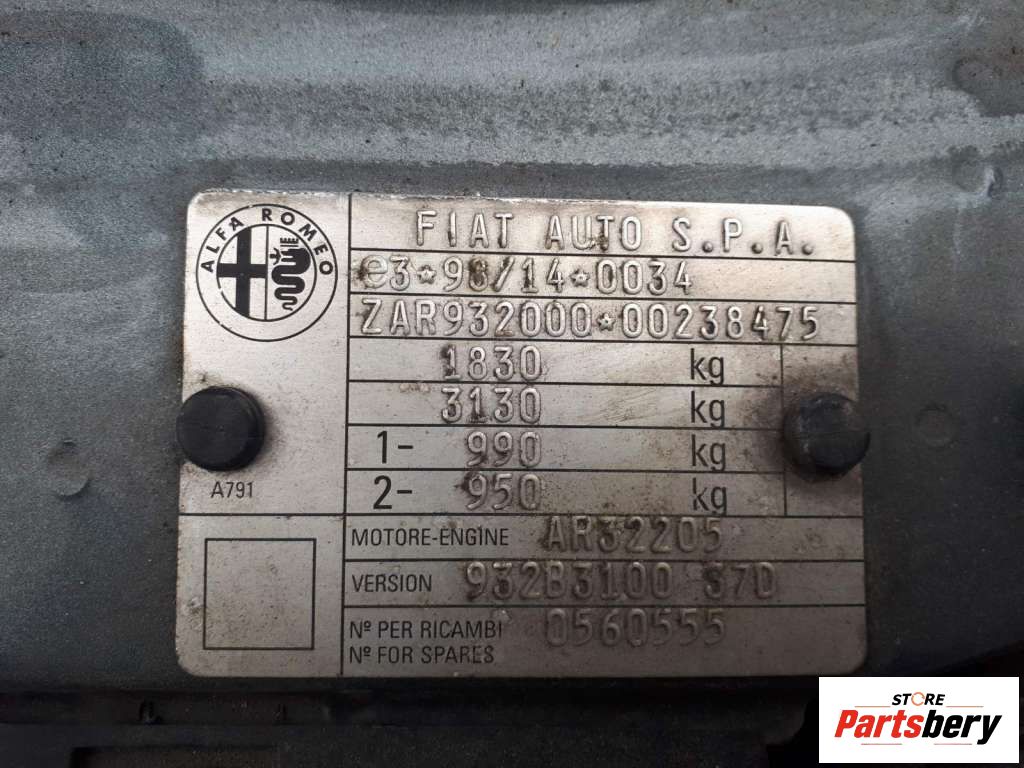 ALFA ROMEO
FIAT AUTO S.P.A.
e3*98/14*0034
ZAR932000*00238475
1830 kg
3130 kg
1- 990 kg
2- 950 kg
A791
MOTORE-ENGINE AR32205
VERSION 932B3100 37D
Nº PER RICAMBI 0560555
Nº FOR SPARES
STORE
Partsbery